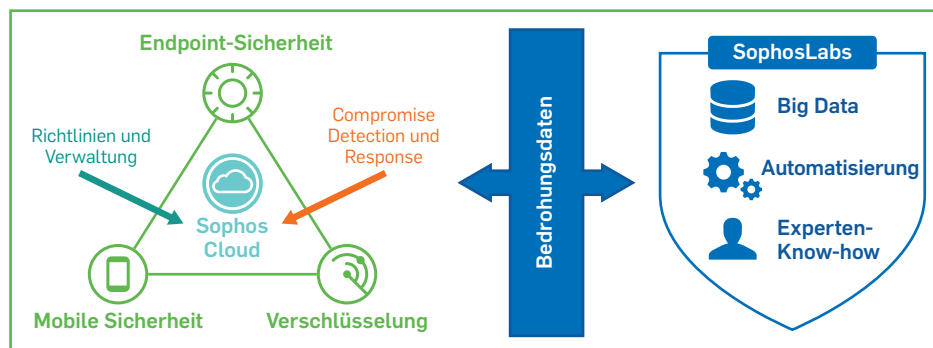 Endpoint-Sicherheit
Richtlinien und
Verwaltung
Compromise
Detection und
Response
Sophos
Cloud
Mobile Sicherheit
Verschlüsselung
Bedrohungsdaten
SophosLabs
Big Data
Automatisierung
Experten-
Know-how